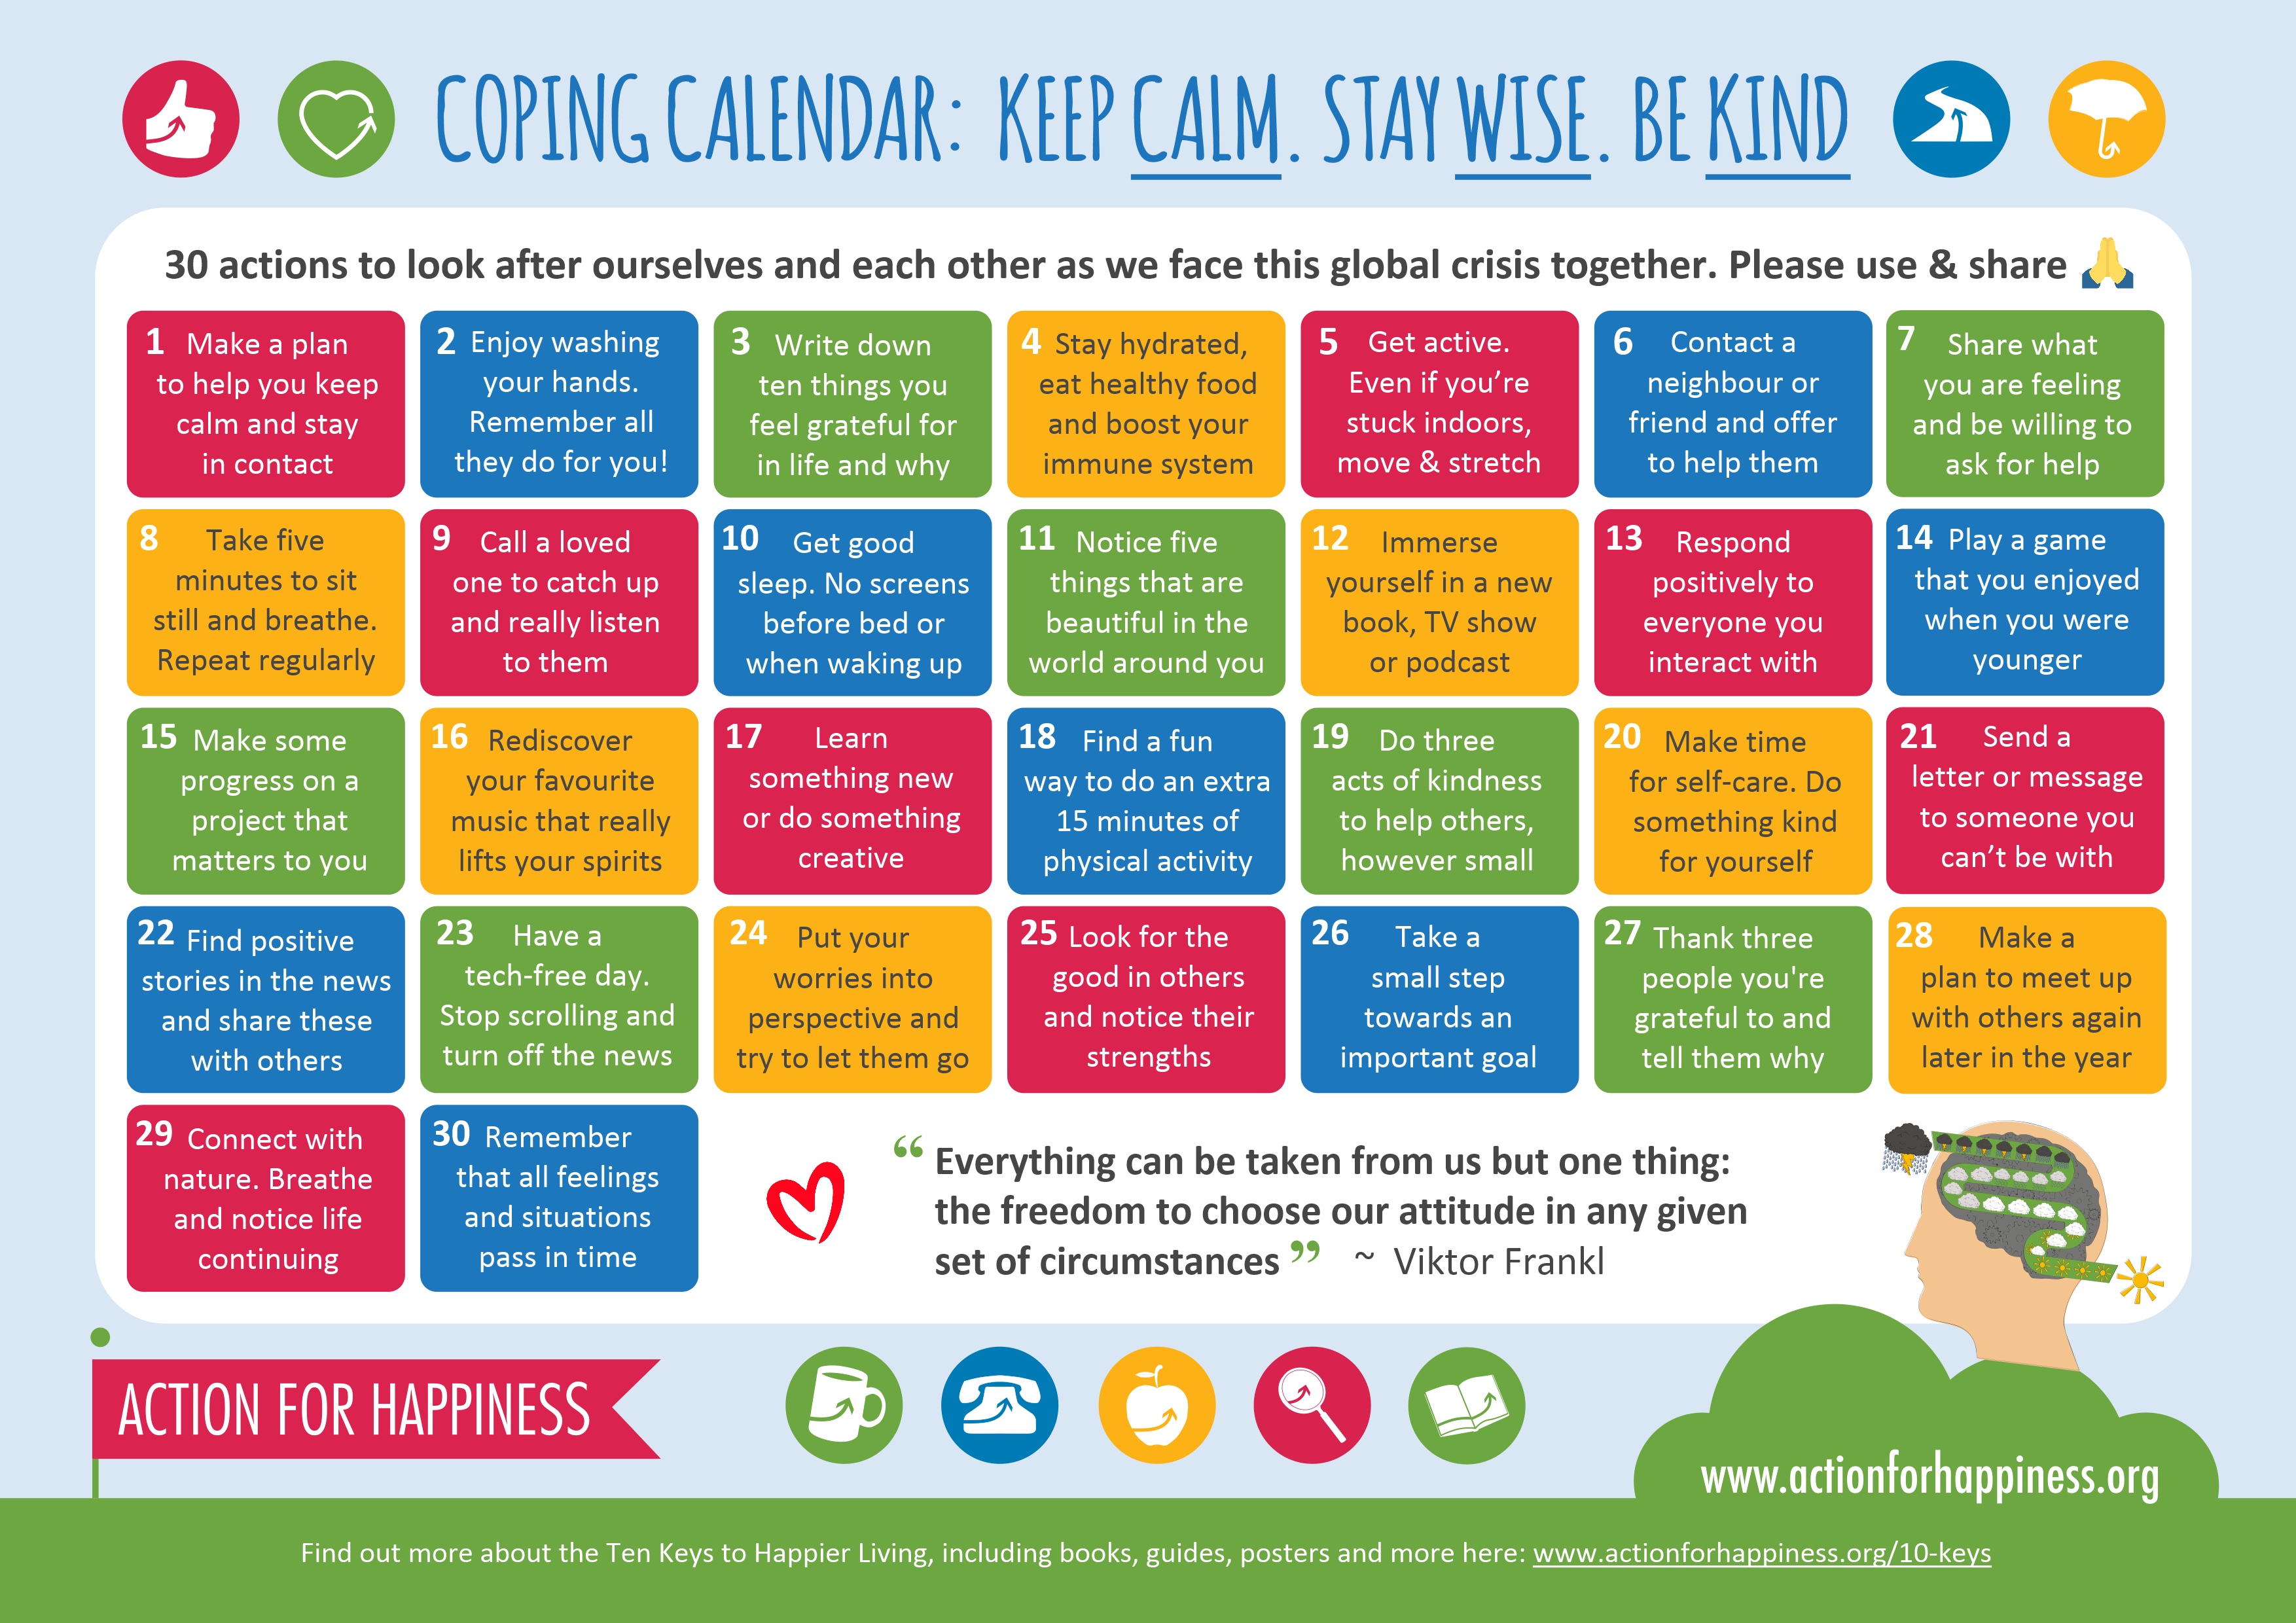 COPING CALENDAR: KEEP CALM. STAY WISE. BE KIND
30 actions to look after ourselves and each other as we face this global crisis together. Please use & share
1 Make a plan
to help you keep
calm and stay
in contact
2 Enjoy washing
your hands.
Remember all
they do for you!
3 Write down
ten things you
feel grateful for
in life and why
4 Stay hydrated,
eat healthy food
and boost your
immune system
5 Get active.
Even if you’re
stuck indoors,
move & stretch
6 Contact a
neighbour or
friend and offer
to help them
7 Share what
you are feeling
and be willing to
ask for help
8 Take five
minutes to sit
still and breathe.
Repeat regularly
9 Call a loved
one to catch up
and really listen
to them
10 Get good
sleep. No screens
before bed or
when waking up
11 Notice five
things that are
beautiful in the
world around you
12 Immerse
yourself in a new
book, TV show
or podcast
13 Respond
positively to
everyone you
interact with
14 Play a game
that you enjoyed
when you were
younger
15 Make some
progress on a
project that
matters to you
16 Rediscover
your favourite
music that really
lifts your spirits
17 Learn
something new
or do something
creative
18 Find a fun
way to do an extra
15 minutes of
physical activity
19 Do three
acts of kindness
to help others,
however small
20 Make time
for self-care. Do
something kind
for yourself
21 Send a
letter or message
to someone you
can’t be with
22 Find positive
stories in the news
and share these
with others
23 Have a
tech-free day.
Stop scrolling and
turn off the news
24 Put your
worries into
perspective and
try to let them go
25 Look for the
good in others
and notice their
strengths
26 Take a
small step
towards an
important goal
27 Thank three
people you're
grateful to and
tell them why
28 Make a
plan to meet up
with others again
later in the year
29 Connect with
nature. Breathe
and notice life
continuing
30 Remember
that all feelings
and situations
pass in time
“ Everything can be taken from us but one thing:
the freedom to choose our attitude in any given
set of circumstances ” ~ Viktor Frankl
ACTION FOR HAPPINESS
www.actionforhappiness.org
Find out more about the Ten Keys to Happier Living, including books, guides, posters and more here: www.actionforhappiness.org/10-keys